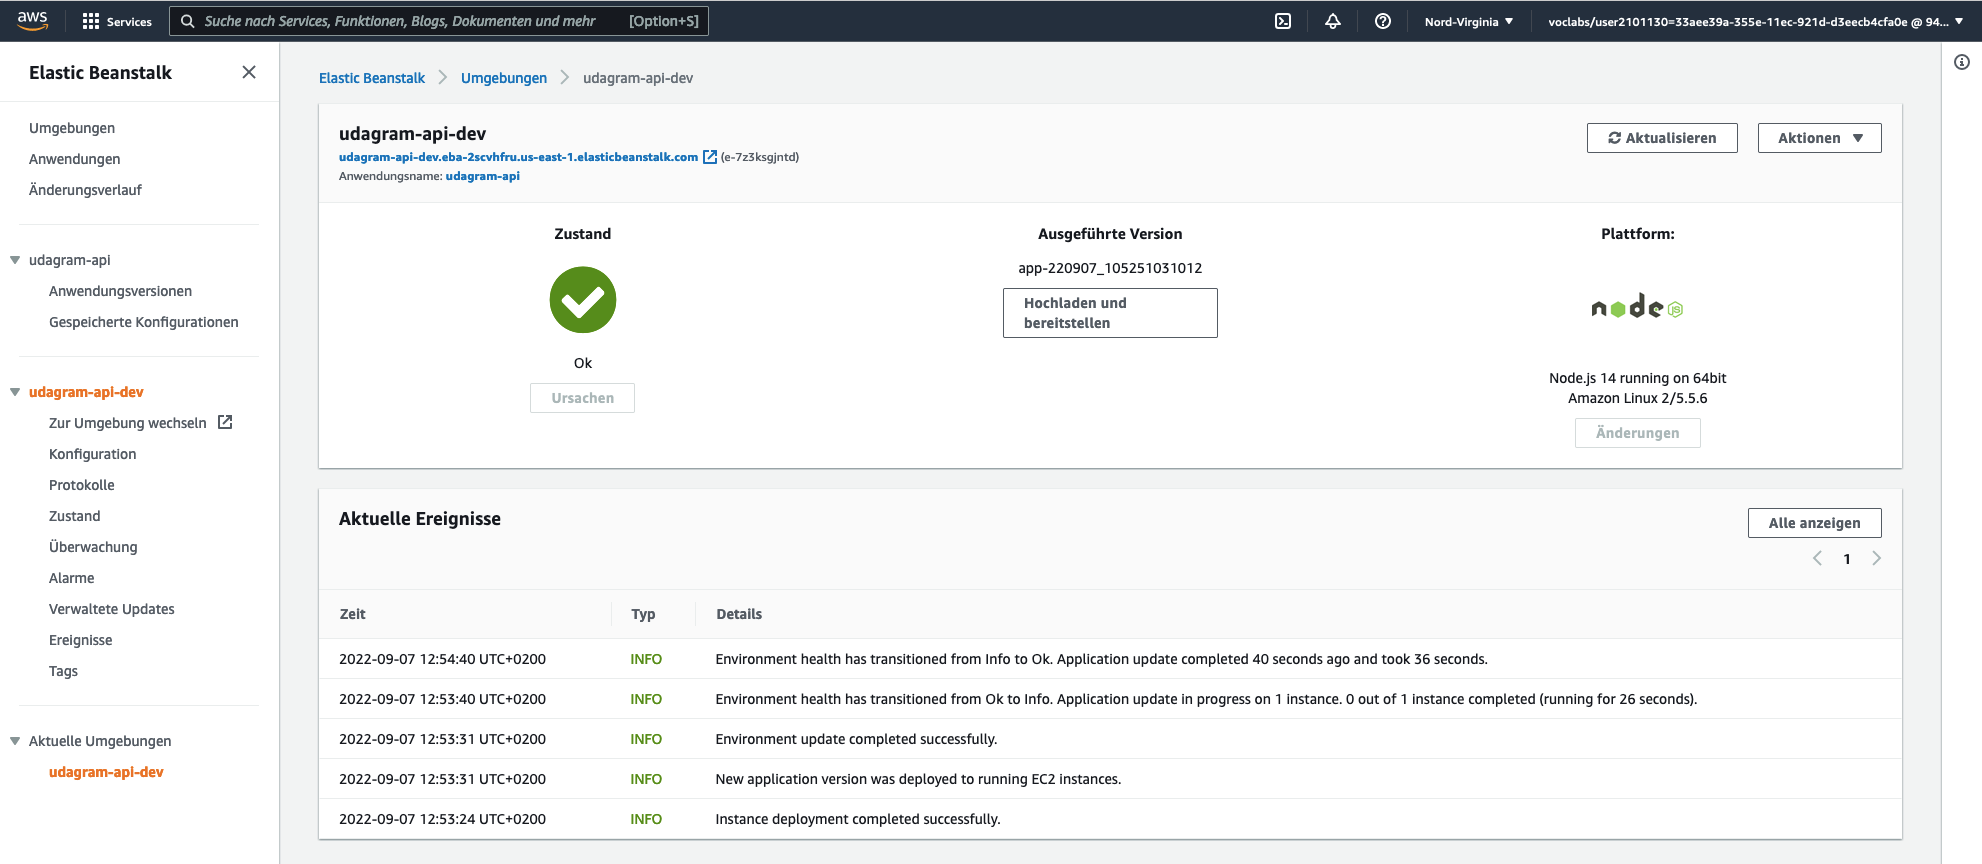 aws
Services
Suche nach Services, Funktionen, Blogs, Dokumenten und mehr
[Option+S]
Nord-Virginia
voclabs/user2101130=33aee39a-355e-11ec-921d-d3eecb4cfa0e @ 94...
Elastic Beanstalk
Umgebungen
Anwendungen
Änderungsverlauf
udagram-api
Anwendungsversionen
Gespeicherte Konfigurationen
udagram-api-dev
Zur Umgebung wechseln
Konfiguration
Protokolle
Zustand
Überwachung
Alarme
Verwaltete Updates
Ereignisse
Tags
Aktuelle Umgebungen
udagram-api-dev
Elastic Beanstalk
Umgebungen
udagram-api-dev
udagram-api-dev
udagram-api-dev.eba-2scvhfru.us-east-1.elasticbeanstalk.com (e-7z3ksgjntd)
Anwendungsname: udagram-api
Aktualisieren
Aktionen
Zustand
Ok
Ursachen
Ausgeführte Version
app-220907_105251031012
Hochladen und
bereitstellen
Plattform:
node JS
Node.js 14 running on 64bit
Amazon Linux 2/5.5.6
Änderungen
Aktuelle Ereignisse
Alle anzeigen
1
Zeit Typ Details
2022-09-07 12:54:40 UTC+0200 INFO Environment health has transitioned from Info to Ok. Application update completed 40 seconds ago and took 36 seconds.
2022-09-07 12:53:40 UTC+0200 INFO Environment health has transitioned from Ok to Info. Application update in progress on 1 instance. 0 out of 1 instance completed (running for 26 seconds).
2022-09-07 12:53:31 UTC+0200 INFO Environment update completed successfully.
2022-09-07 12:53:31 UTC+0200 INFO New application version was deployed to running EC2 instances.
2022-09-07 12:53:24 UTC+0200 INFO Instance deployment completed successfully.